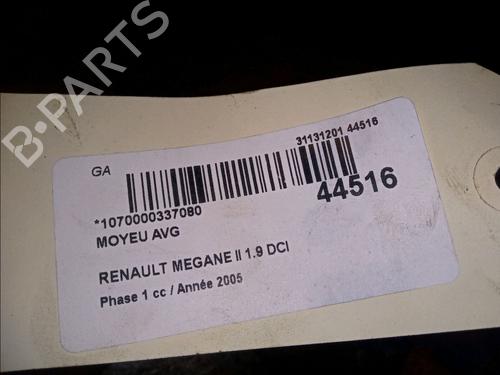 B-PARTS
GA
31131201 44516
*1070000337080
44516
MOYEU AVG
RENAULT MEGANE II 1.9 DCI
Phase 1 cc / Année 2005